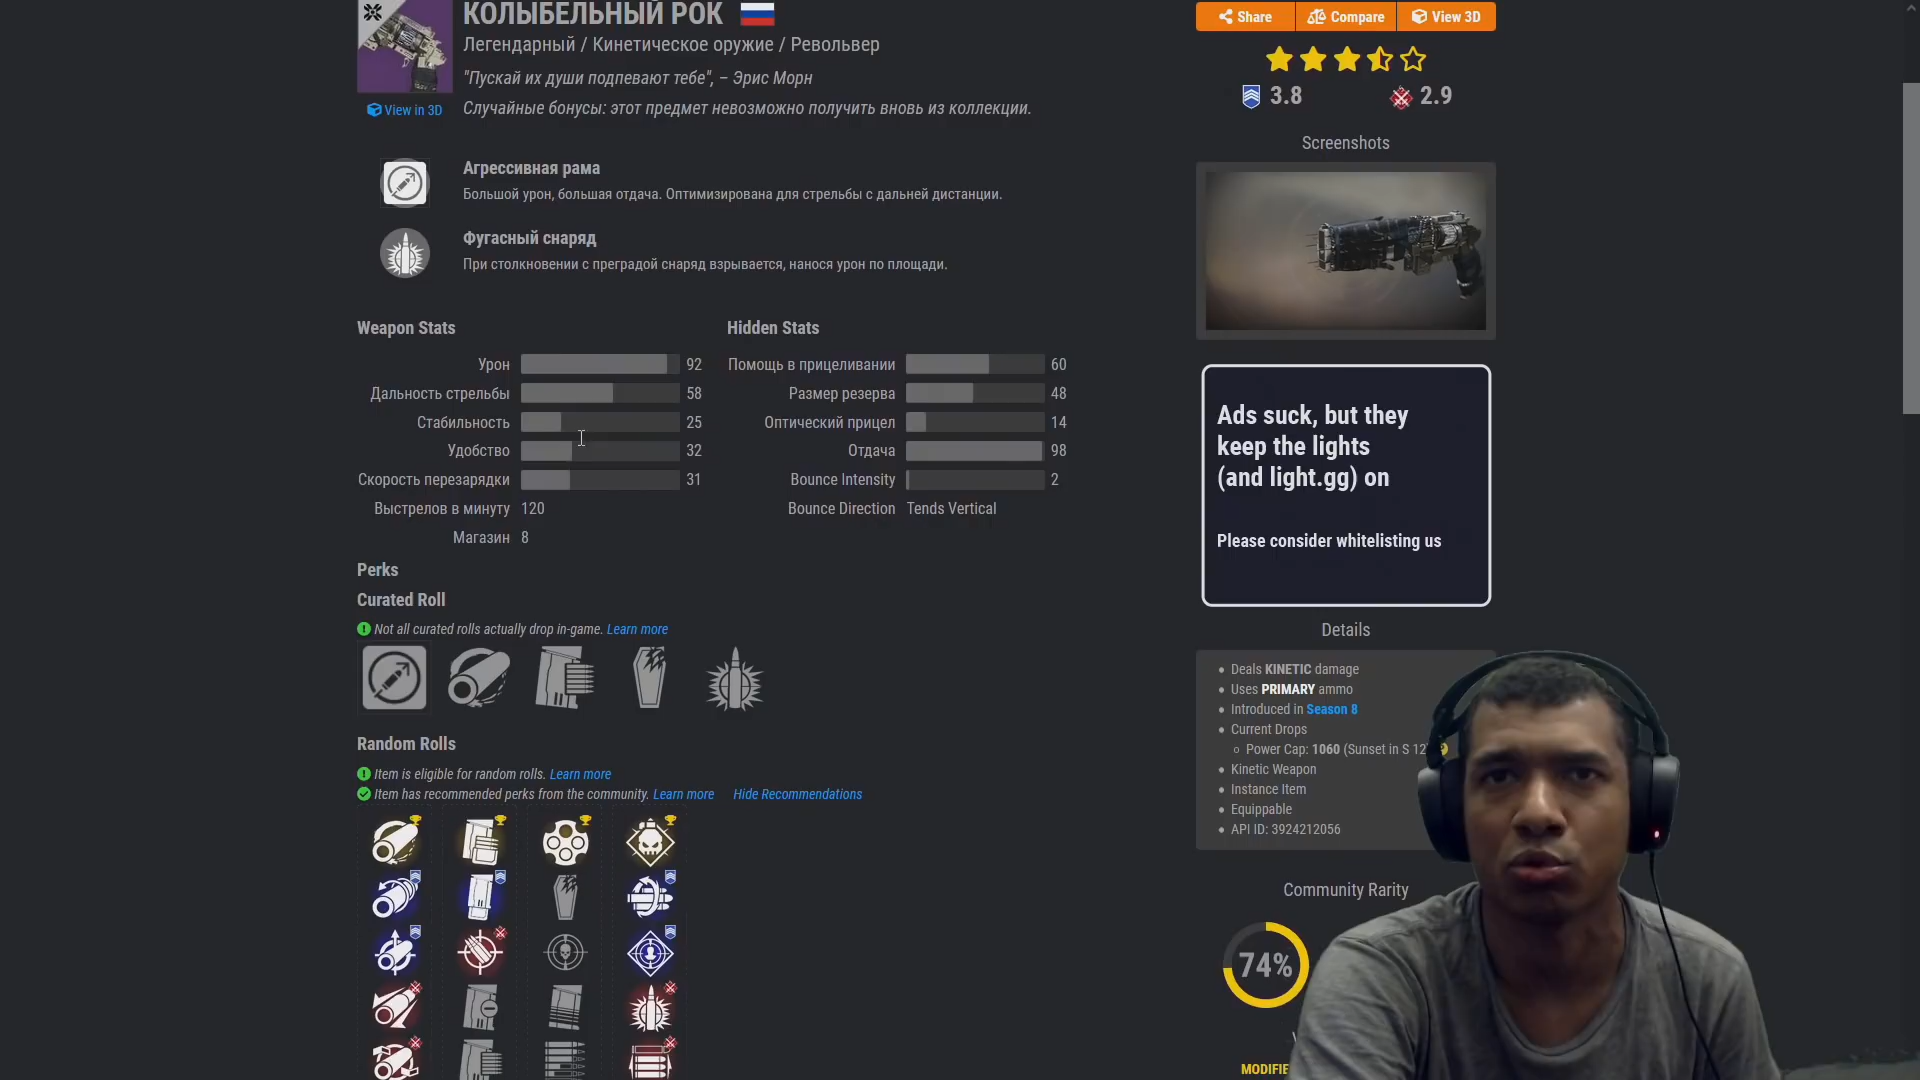 КОЛЫБЕЛЬНЫЙ РОК
Легендарный / Кинетическое оружие / Револьвер
"Пускай их души подпевают тебе", – Эрис Морн
View in 3D
Случайные бонусы: этот предмет невозможно получить вновь из коллекции.
Агрессивная рама
Большой урон, большая отдача. Оптимизирована для стрельбы с дальней дистанции.
Фугасный снаряд
При столкновении с преградой снаряд взрывается, нанося урон по площади.
Weapon Stats
Урон 92
Дальность стрельбы 58
Стабильность 25
Удобство 32
Скорость перезарядки 31
Выстрелов в минуту 120
Магазин 8
Hidden Stats
Помощь в прицеливании 60
Размер резерва 48
Оптический прицел 14
Отдача 98
Bounce Intensity 2
Bounce Direction Tends Vertical
Perks
Curated Roll
Not all curated rolls actually drop in-game. Learn more
Random Rolls
Item is eligible for random rolls. Learn more
Item has recommended perks from the community. Learn more Hide Recommendations
Share Compare View 3D
3.8 2.9
Screenshots
Ads suck, but they
keep the lights
(and light.gg) on
Please consider whitelisting us
Details
Deals KINETIC damage
Uses PRIMARY ammo
Introduced in Season 8
Current Drops
Power Cap: 1060 (Sunset in S 12
Kinetic Weapon
Instance Item
Equippable
API ID: 3924212056
Community Rarity
74%